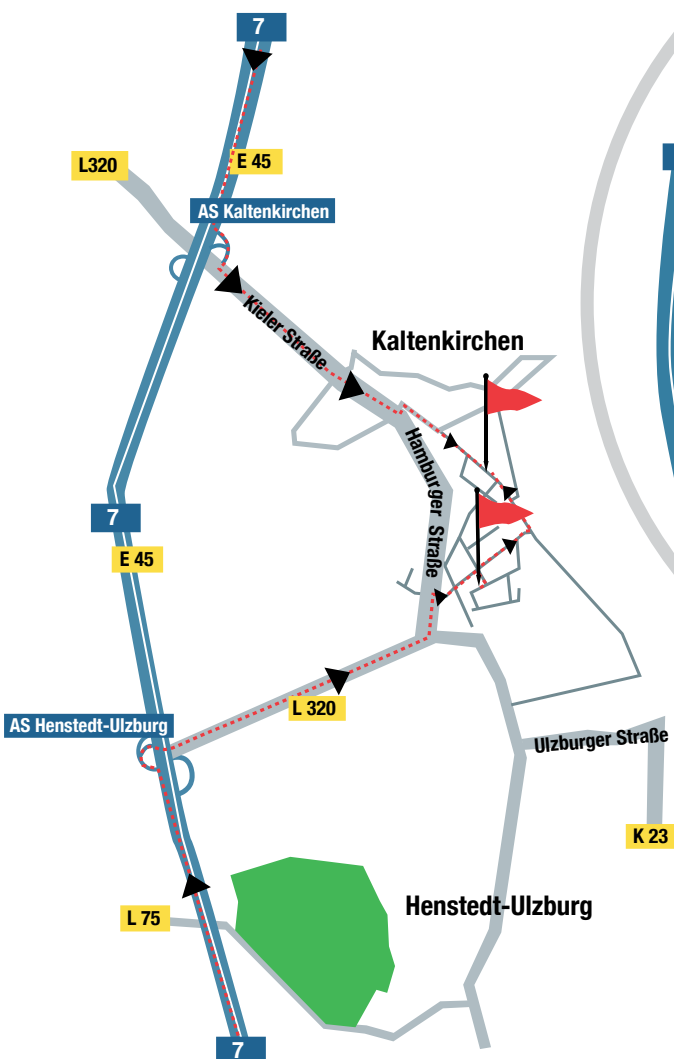 7
E 45
L320
AS Kaltenkirchen
Kieler Straße
Kaltenkirchen
Hamburger Straße
7
E 45
AS Henstedt-Ulzburg
L 320
Ulzburger Straße
K 23
Henstedt-Ulzburg
L 75
7